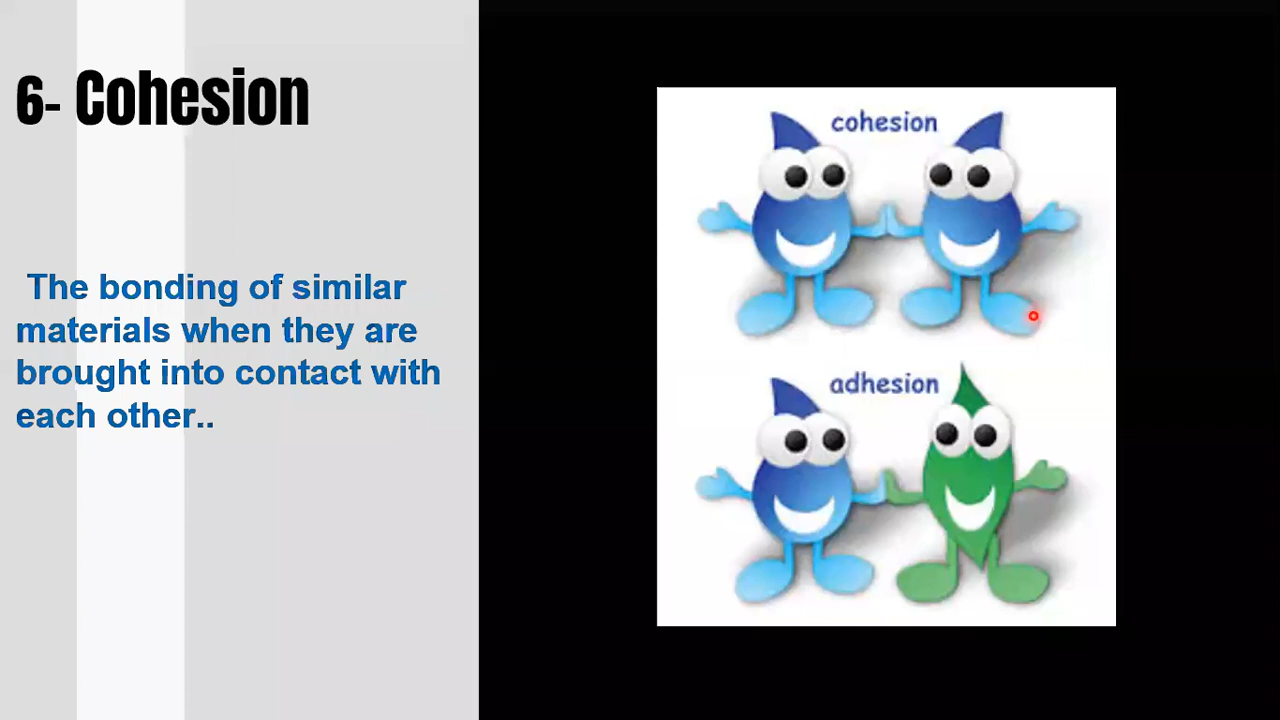 6- Cohesion
The bonding of similar
materials when they are
brought into contact with
each other..
cohesion
adhesion